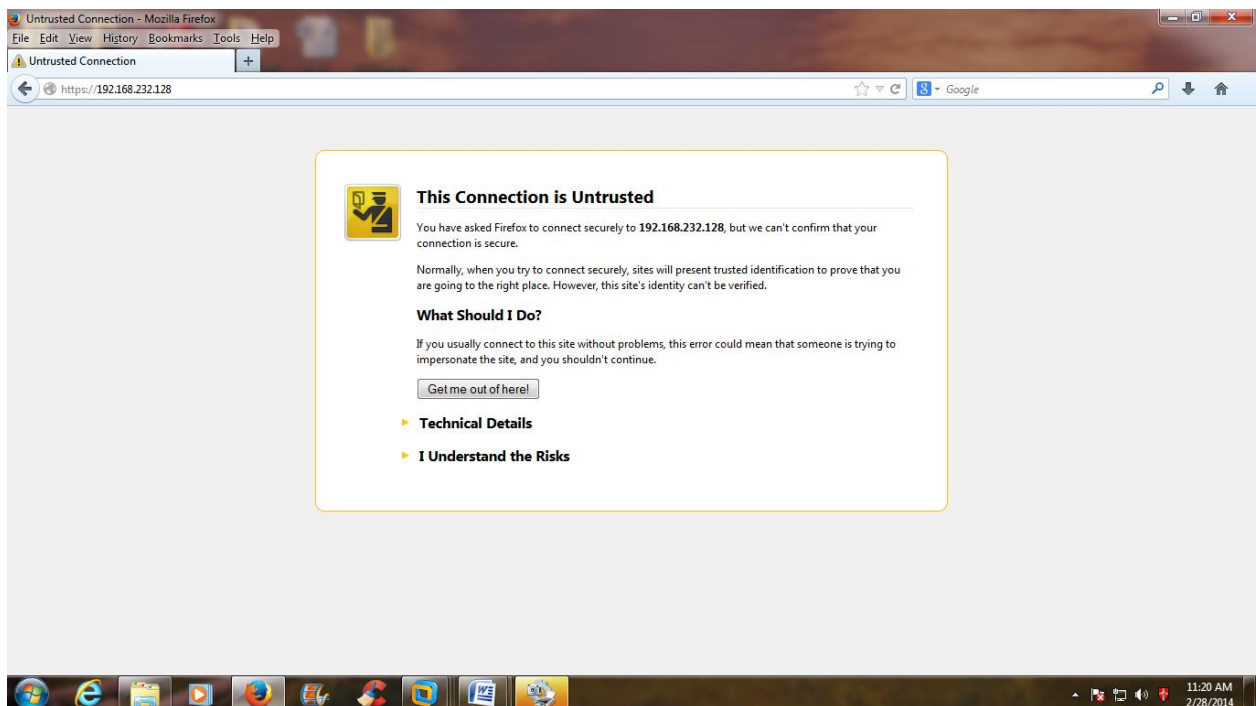 Untrusted Connection - Mozilla Firefox
File Edit View History Bookmarks Tools Help
Untrusted Connection
https://192.168.232.128
Google
This Connection is Untrusted
You have asked Firefox to connect securely to 192.168.232.128, but we can't confirm that your
connection is secure.
Normally, when you try to connect securely, sites will present trusted identification to prove that you
are going to the right place. However, this site's identity can't be verified.
What Should I Do?
If you usually connect to this site without problems, this error could mean that someone is trying to
impersonate the site, and you shouldn't continue.
Get me out of here!
Technical Details
I Understand the Risks
11:20 AM
2/28/2014